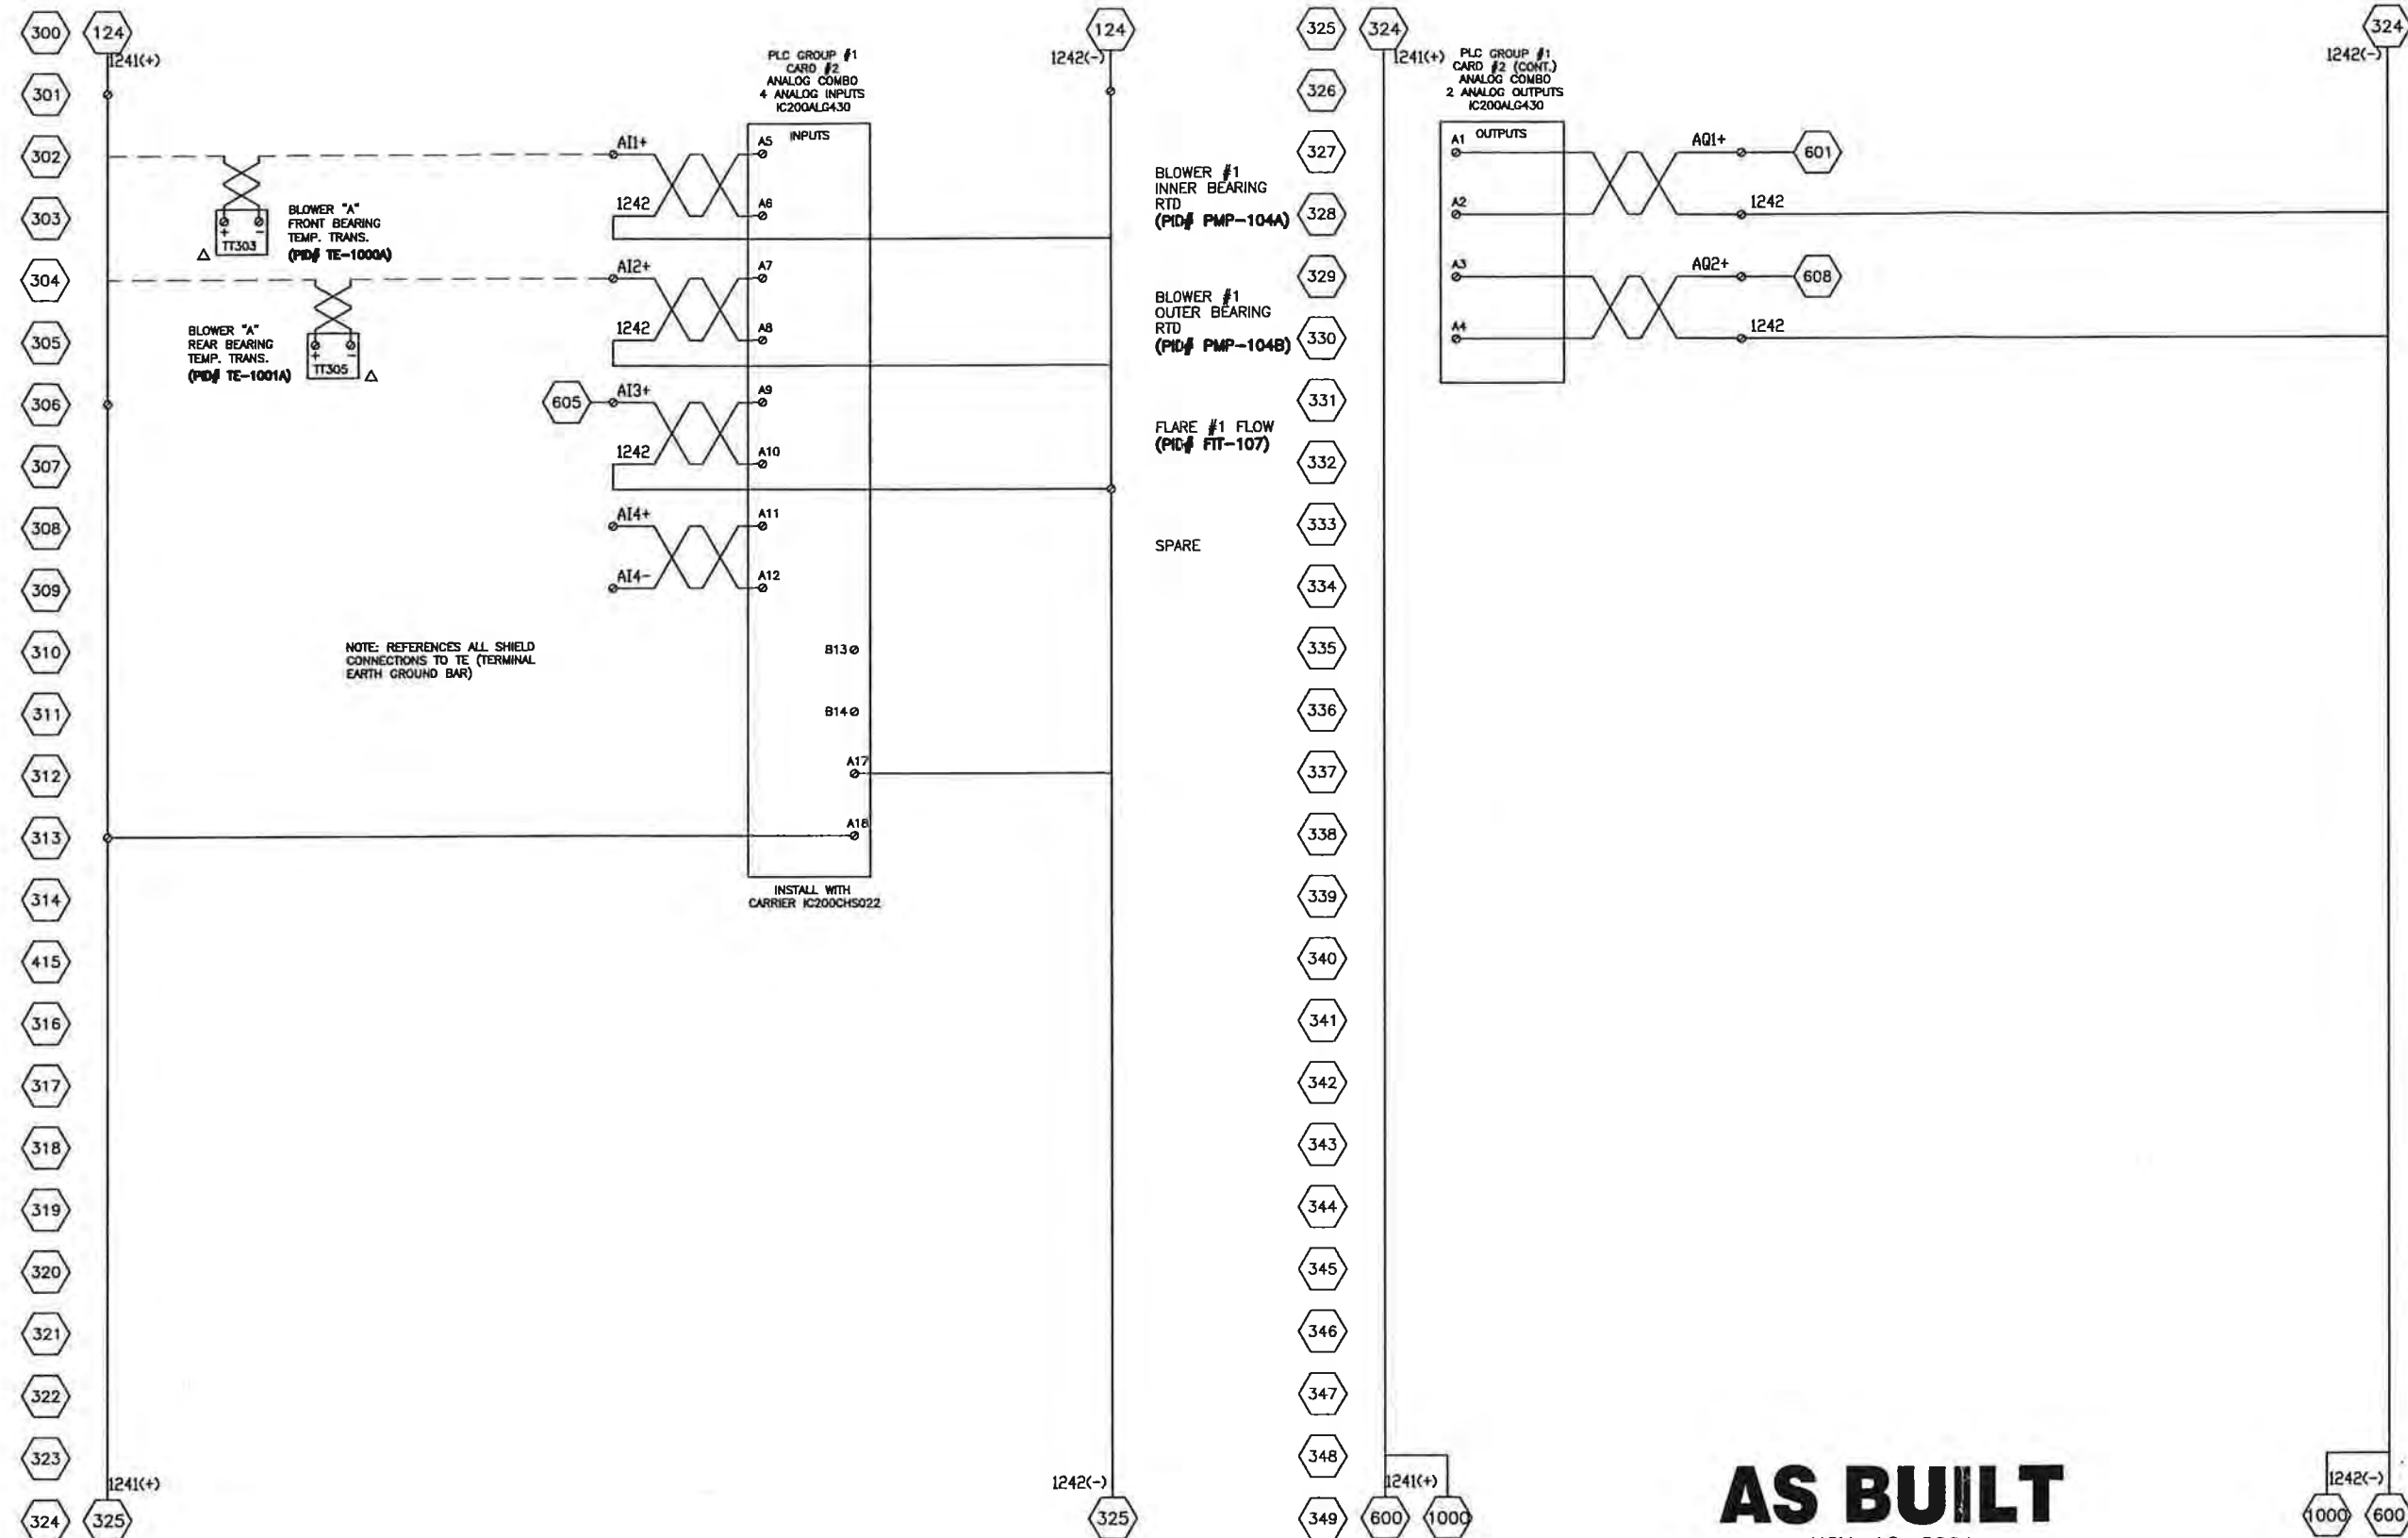 300
124
1241(+)
301
302
303
304
305
306
307
308
309
310
311
312
313
314
415
316
317
318
319
320
321
322
323
324
325
1241(+)
BLOWER "A"
FRONT BEARING
TEMP. TRANS.
(PID# TE-1000A)
+ -
TT303
BLOWER "A"
REAR BEARING
TEMP. TRANS.
(PID# TE-1001A)
+ -
TT305
NOTE: REFERENCES ALL SHIELD
CONNECTIONS TO TE (TERMINAL
EARTH GROUND BAR)
PLC GROUP #1
CARD #2
ANALOG COMBO
4 ANALOG INPUTS
IC200ALG430
INPUTS
AI1+
A5
1242
A6
AI2+
A7
1242
A8
605
AI3+
A9
1242
A10
AI4+
A11
AI4-
A12
B13
B14
A17
A18
INSTALL WITH
CARRIER IC200CHS022
124
1242(-)
1242(-)
325
BLOWER #1
INNER BEARING
RTD
(PID# PMP-104A)
BLOWER #1
OUTER BEARING
RTD
(PID# PMP-104B)
FLARE #1 FLOW
(PID# FIT-107)
SPARE
325
324
1241(+)
326
327
328
329
330
331
332
333
334
335
336
337
338
339
340
341
342
343
344
345
346
347
348
349
1241(+)
600
1000
PLC GROUP #1
CARD #2 (CONT.)
ANALOG COMBO
2 ANALOG OUTPUTS
IC200ALG430
OUTPUTS
A1
AQ1+
601
A2
1242
A3
AQ2+
608
A4
1242
324
1242(-)
AS BUILT
1242(-)
1000
600